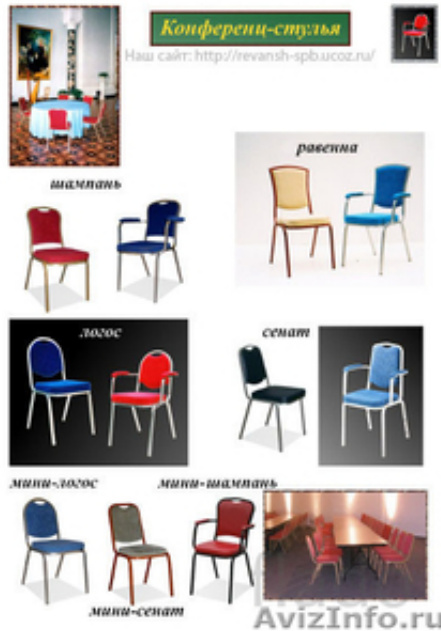 Конференц-стулья
Наш сайт: http://revansh-spb.ucoz.ru/
равенна
шампань
логос
сенат
мини-логос
мини-шампань
мини-сенат
AvizInfo.ru